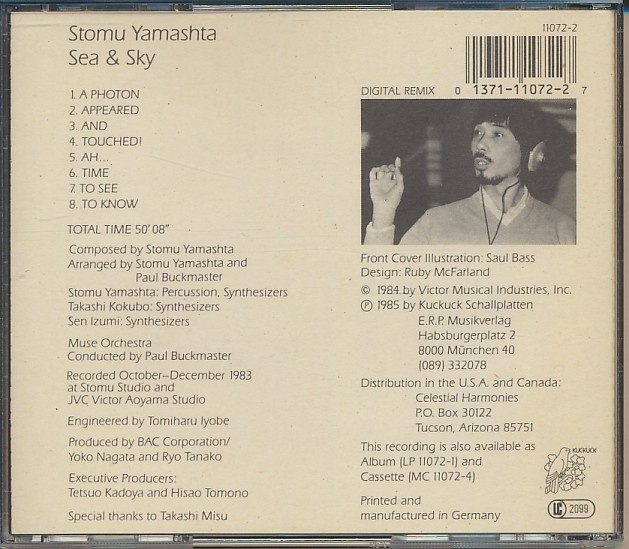 Stomu Yamashta
Sea & Sky
1. A PHOTON
2. APPEARED
3. AND
4. TOUCHED!
5. AH...
6. TIME
7. TO SEE
8. TO KNOW
TOTAL TIME 50'08"
Composed by Stomu Yamashta
Arranged by Stomu Yamashta and
Paul Buckmaster
Stomu Yamashta: Percussion, Synthesizers
Takashi Kokubo: Synthesizers
Sen Izumi: Synthesizers
Muse Orchestra
Conducted by Paul Buckmaster
Recorded October–December 1983
at Stomu Studio and
JVC Victor Aoyama Studio
Engineered by Tomiharu Iyobe
Produced by BAC Corporation/
Yoko Nagata and Ryo Tanako
Executive Producers:
Tetsuo Kadoya and Hisao Tomono
Special thanks to Takashi Misu
11072-2
DIGITAL REMIX
0 1371-11072-2 7
Front Cover Illustration: Saul Bass
Design: Ruby McFarland
© 1984 by Victor Musical Industries, Inc.
℗ 1985 by Kuckuck Schallplatten
E.R.P. Musikverlag
Habsburgerplatz 2
8000 München 40
(089) 332078
Distribution in the U.S.A. and Canada:
Celestial Harmonies
P.O. Box 30122
Tucson, Arizona 85751
This recording is also available as
Album (LP 11072-1) and
Cassette (MC 11072-4)
KUCKUCK
Printed and
manufactured in Germany
LC 2099